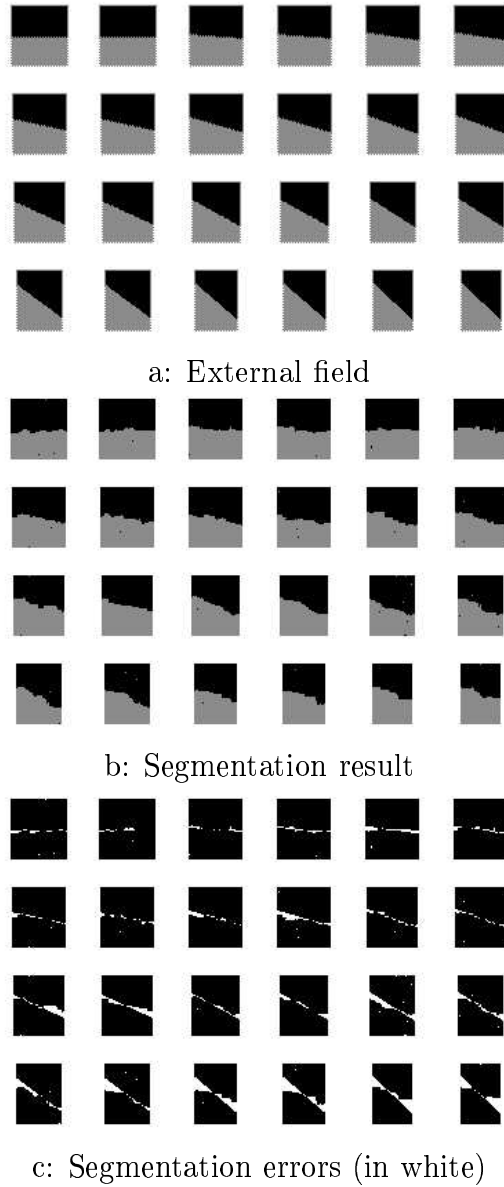 a: External field
b: Segmentation result
c: Segmentation errors (in white)